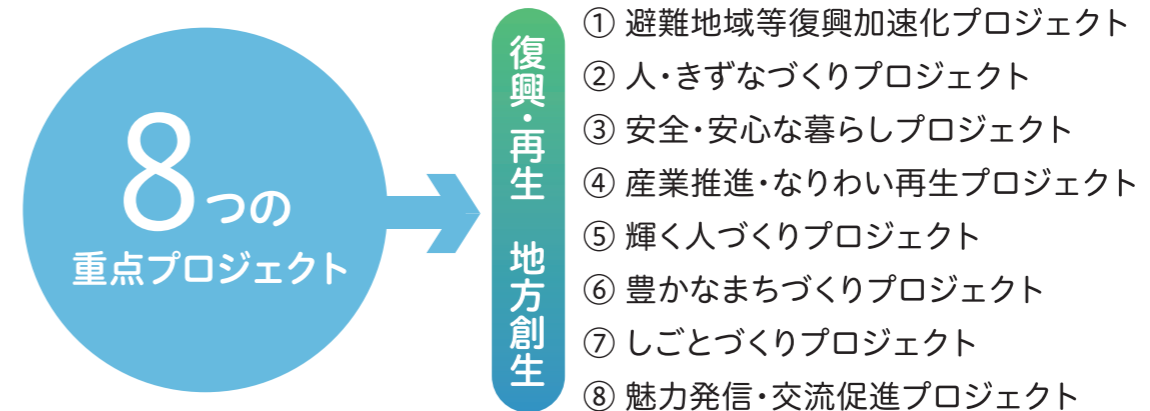 8つの
重点プロジェクト
復興・再生 地方創生
① 避難地域等復興加速化プロジェクト
② 人・きずなづくりプロジェクト
③ 安全・安心な暮らしプロジェクト
④ 産業推進・なりわい再生プロジェクト
⑤ 輝く人づくりプロジェクト
⑥ 豊かなまちづくりプロジェクト
⑦ しごとづくりプロジェクト
⑧ 魅力発信・交流促進プロジェクト